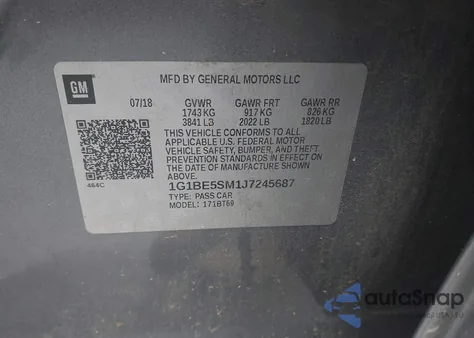 GM
MFD BY GENERAL MOTORS LLC
07/18 GVWR GAWR FRT GAWR RR
1743 KG 917 KG 826 KG
3841 LB 2022 LB 1820 LB
THIS VEHICLE CONFORMS TO ALL
APPLICABLE U.S. FEDERAL MOTOR
VEHICLE SAFETY, BUMPER, AND THEFT
PREVENTION STANDARDS IN EFFECT ON
THE DATE OF MANUFACTURE SHOWN
ABOVE.
464C
1G1BE5SM1J7245687
TYPE: PASS CAR
MODEL: 1T1BT69
autoSnap